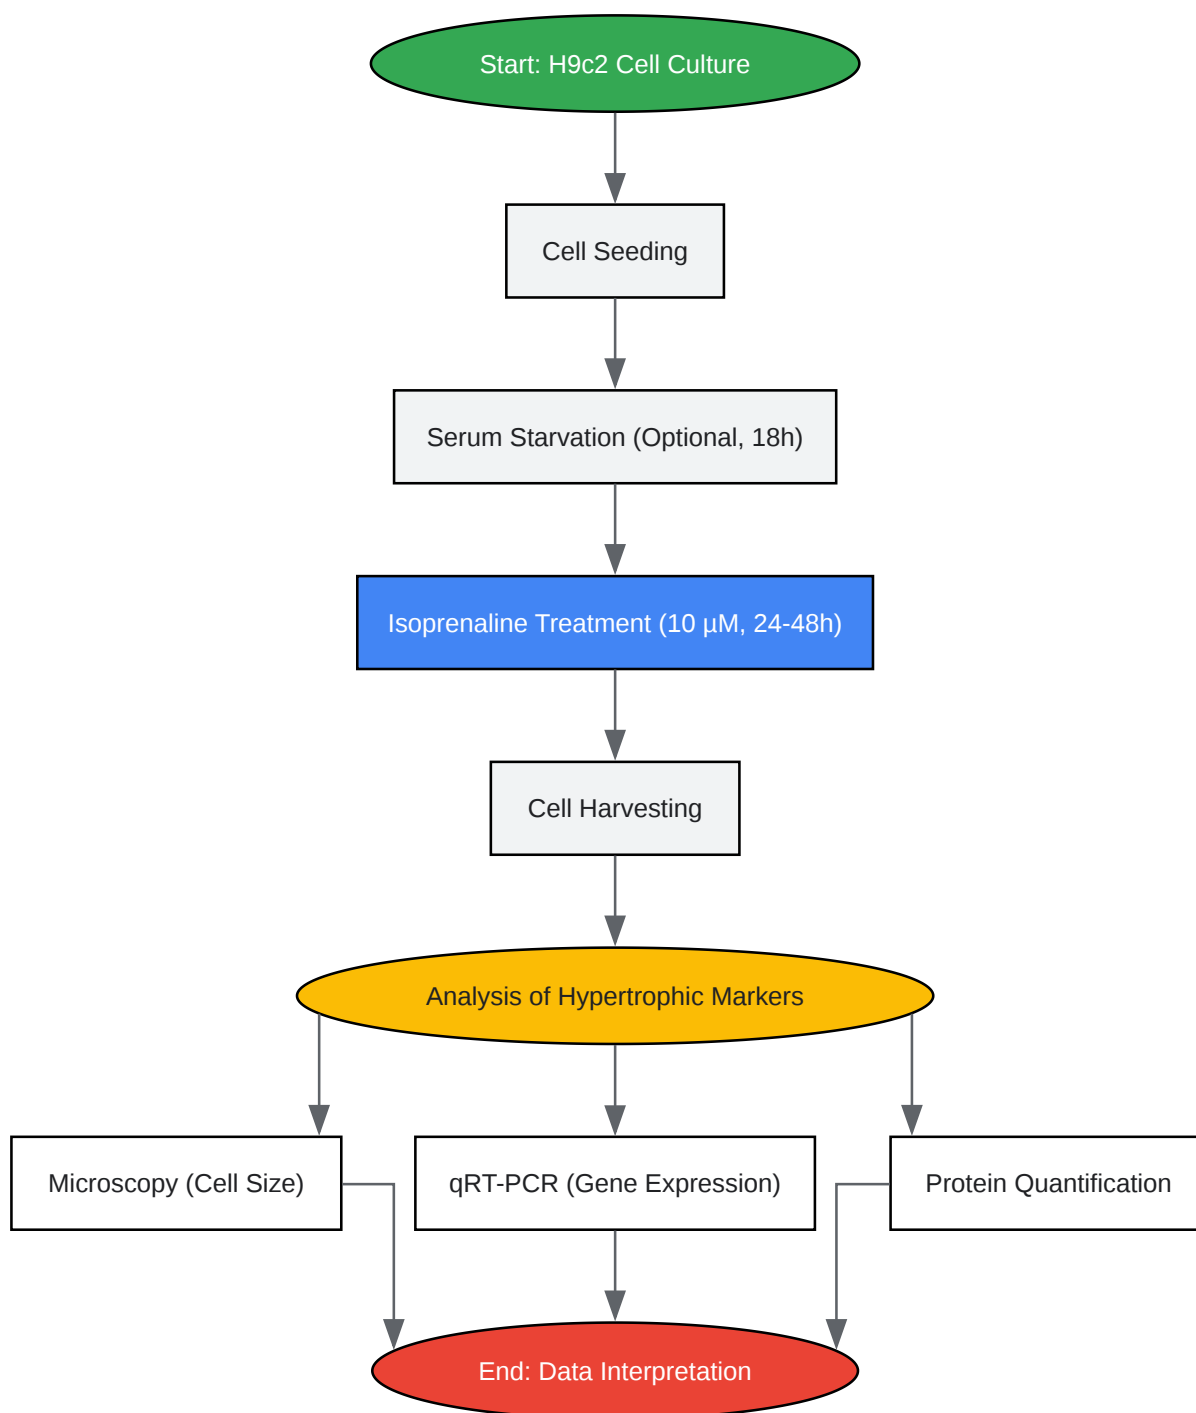 Start: H9c2 Cell Culture
Cell Seeding
Serum Starvation (Optional, 18h)
Isoprenaline Treatment (10 µM, 24-48h)
Cell Harvesting
Analysis of Hypertrophic Markers
Microscopy (Cell Size)
qRT-PCR (Gene Expression)
Protein Quantification
End: Data Interpretation